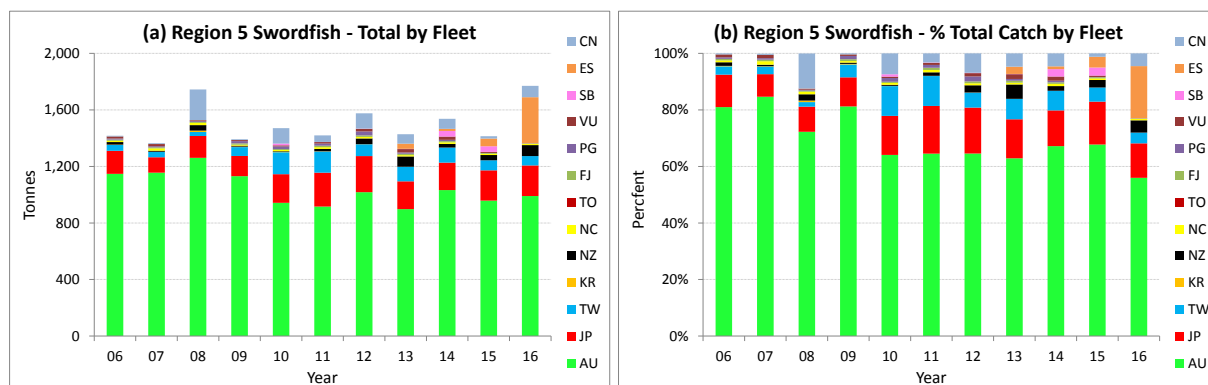 (a) Region 5 Swordfish - Total by Fleet
2,000
1,600
1,200
800
400
0
Tonnes
06 07 08 09 10 11 12 13 14 15 16
Year
CN
ES
SB
VU
PG
FJ
TO
NC
NZ
KR
TW
JP
AU
(b) Region 5 Swordfish - % Total Catch by Fleet
100%
80%
60%
40%
20%
0%
Percfent
06 07 08 09 10 11 12 13 14 15 16
Year
CN
ES
SB
VU
PG
FJ
TO
NC
NZ
KR
TW
JP
AU